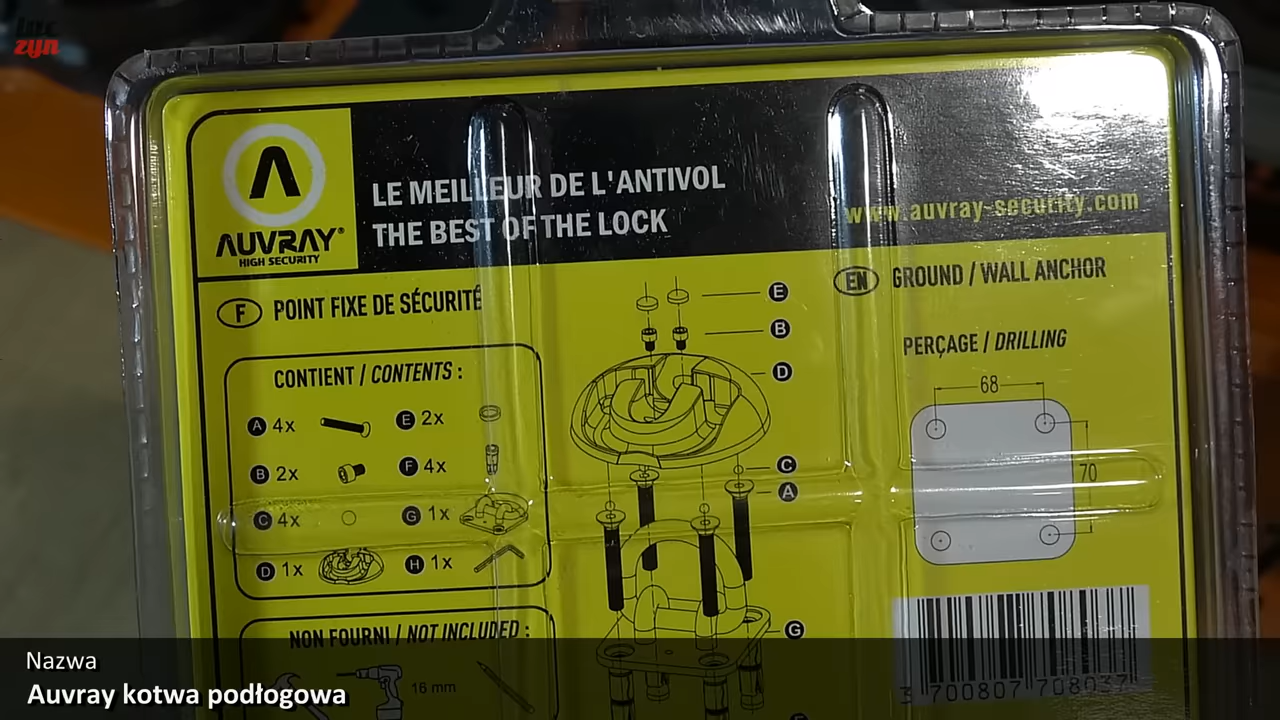 Łuc
zyn
AUVRAY®
HIGH SECURITY
LE MEILLEUR DE L'ANTIVOL
THE BEST OF THE LOCK
www.auvray-security.com
F POINT FIXE DE SÉCURITÉ
EN GROUND / WALL ANCHOR
CONTIENT / CONTENTS :
A 4x
E 2x
B 2x
F 4x
C 4x
G 1x
D 1x
H 1x
E
B
D
C
A
G
PERÇAGE / DRILLING
68
70
NON FOURNI / NOT INCLUDED :
16 mm
3 700807 708037
Nazwa
Auvray kotwa podłogowa